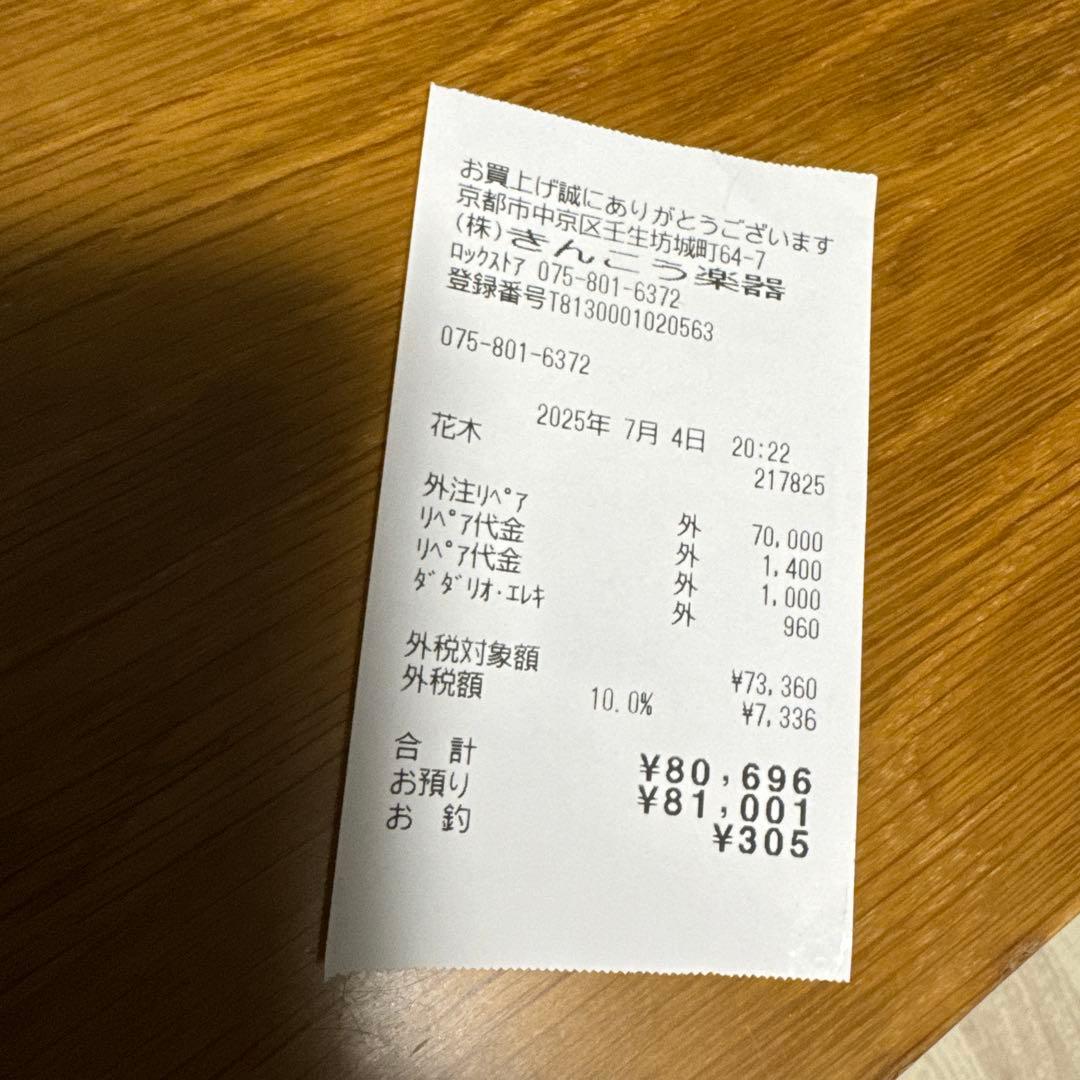 お買上げ誠にありがとうございます
京都市中京区壬生坊城町64-7
(株)きんこう楽器
ﾛｯｸｽﾄｱ 075-801-6372
登録番号T8130001020563
075-801-6372
2025年 7月 4日 20:22
花木 217825
外注ﾘﾍﾟｱ 外 70,000
ﾘﾍﾟｱ代金 外 1,400
ﾘﾍﾟｱ代金 外 1,000
ﾀﾞﾀﾞﾘｵ･ｴﾚｷ 外 960
外税対象額 ¥73,360
外税額 10.0% ¥7,336
合 計 ¥80,696
お預り ¥81,001
お 釣 ¥305